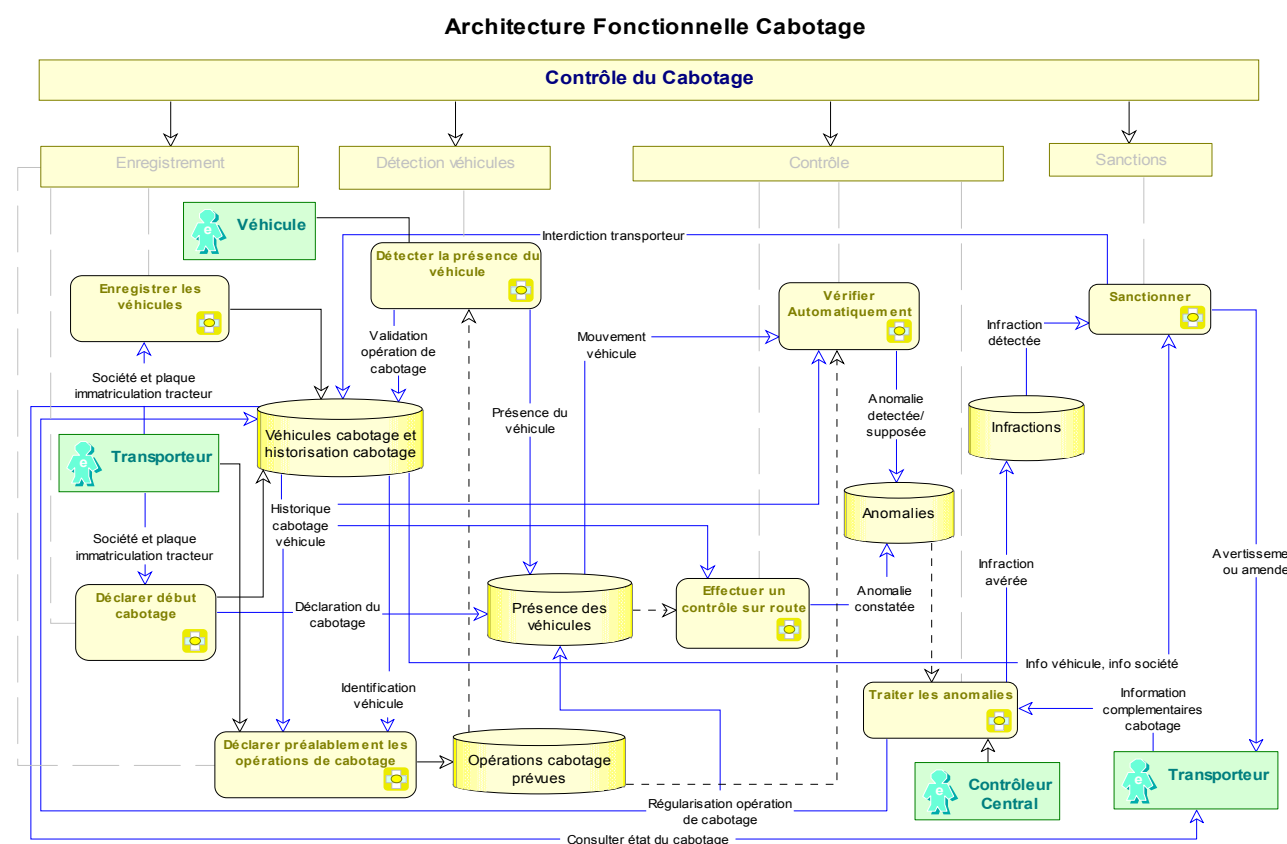 Architecture Fonctionnelle Cabotage
Contrôle du Cabotage
Enregistrement
Détection véhicules
Contrôle
Sanctions
Véhicule
Interdiction transporteur
Détecter la présence du
véhicule
Enregistrer les
véhicules
Vérifier
Automatiquement
Sanctionner
Validation
opération de
cabotage
Mouvement
véhicule
Infraction
détectée
Société et plaque
immatriculation tracteur
Présence du
véhicule
Anomalie
detectée/
supposée
Infractions
Véhicules cabotage et
historisation cabotage
Transporteur
Historique
cabotage
véhicule
Anomalies
Société et plaque
immatriculation tracteur
Infraction
avérée
Avertisseme
ou amende
Déclarer début
cabotage
Déclaration du
cabotage
Présence des
véhicules
Effectuer un
contrôle sur route
Anomalie
constatée
Info véhicule, info société
Identification
véhicule
Traiter les anomalies
Information
complementaires
cabotage
Déclarer préalablement les
opérations de cabotage
Opérations cabotage
prévues
Contrôleur
Central
Transporteur
Régularisation opération
de cabotage
Consulter état du cabotage